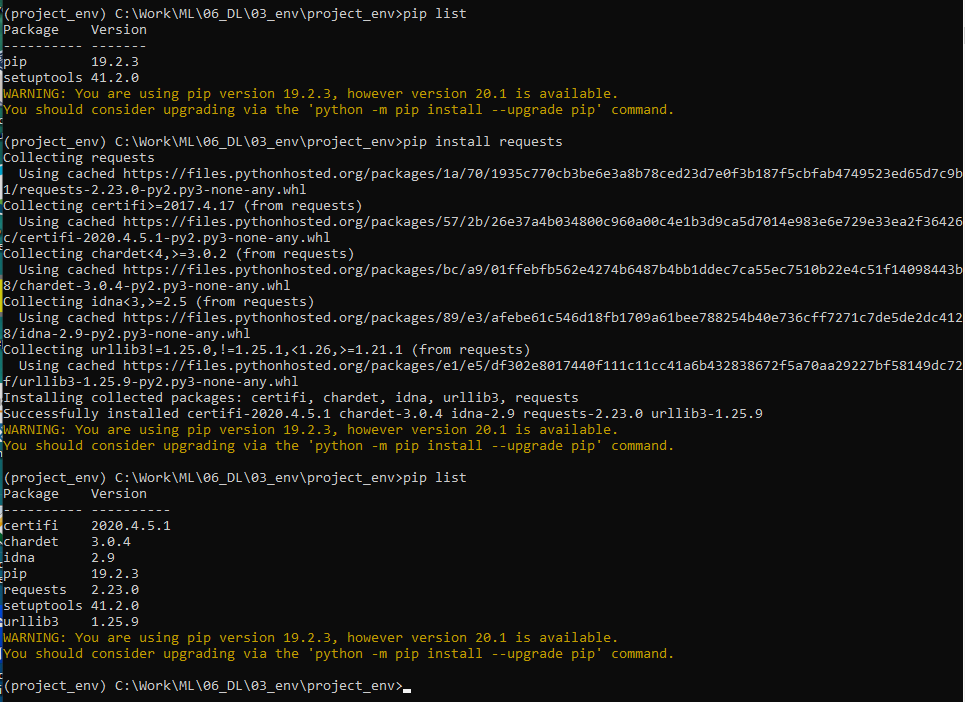 (project_env) C:\Work\ML\06_DL\03_env\project_env>pip list
Package    Version
---------- -------
pip        19.2.3
setuptools 41.2.0
WARNING: You are using pip version 19.2.3, however version 20.1 is available.
You should consider upgrading via the 'python -m pip install --upgrade pip' command.
(project_env) C:\Work\ML\06_DL\03_env\project_env>pip install requests
Collecting requests
  Using cached https://files.pythonhosted.org/packages/1a/70/1935c770cb3be6e3a8b78ced23d7e0f3b187f5cbfab4749523ed65d7c9b
1/requests-2.23.0-py2.py3-none-any.whl
Collecting certifi>=2017.4.17 (from requests)
  Using cached https://files.pythonhosted.org/packages/57/2b/26e37a4b034800c960a00c4e1b3d9ca5d7014e983e6e729e33ea2f36426
c/certifi-2020.4.5.1-py2.py3-none-any.whl
Collecting chardet<4,>=3.0.2 (from requests)
  Using cached https://files.pythonhosted.org/packages/bc/a9/01ffebfb562e4274b6487b4bb1ddec7ca55ec7510b22e4c51f14098443b
8/chardet-3.0.4-py2.py3-none-any.whl
Collecting idna<3,>=2.5 (from requests)
  Using cached https://files.pythonhosted.org/packages/89/e3/afebe61c546d18fb1709a61bee788254b40e736cff7271c7de5de2dc412
8/idna-2.9-py2.py3-none-any.whl
Collecting urllib3!=1.25.0,!=1.25.1,<1.26,>=1.21.1 (from requests)
  Using cached https://files.pythonhosted.org/packages/e1/e5/df302e8017440f111c11cc41a6b432838672f5a70aa29227bf58149dc72
f/urllib3-1.25.9-py2.py3-none-any.whl
Installing collected packages: certifi, chardet, idna, urllib3, requests
Successfully installed certifi-2020.4.5.1 chardet-3.0.4 idna-2.9 requests-2.23.0 urllib3-1.25.9
WARNING: You are using pip version 19.2.3, however version 20.1 is available.
You should consider upgrading via the 'python -m pip install --upgrade pip' command.
(project_env) C:\Work\ML\06_DL\03_env\project_env>pip list
Package    Version
---------- ----------
certifi    2020.4.5.1
chardet    3.0.4
idna       2.9
pip        19.2.3
requests   2.23.0
setuptools 41.2.0
urllib3    1.25.9
WARNING: You are using pip version 19.2.3, however version 20.1 is available.
You should consider upgrading via the 'python -m pip install --upgrade pip' command.
(project_env) C:\Work\ML\06_DL\03_env\project_env>